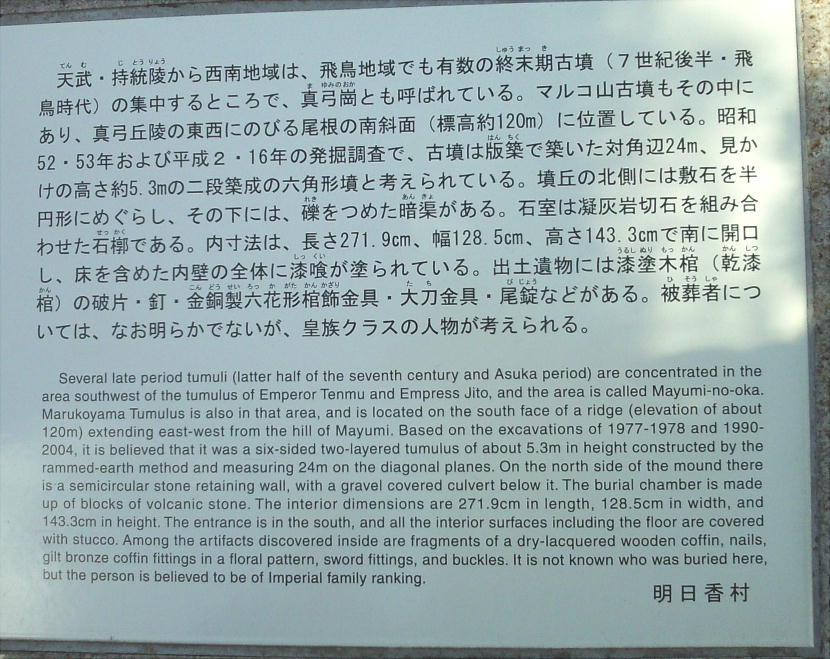 天武・持統陵から西南地域は、飛鳥地域でも有数の終末期古墳（７世紀後半・飛
鳥時代）の集中するところで、真弓崗とも呼ばれている。マルコ山古墳もその中に
あり、真弓丘陵の東西にのびる尾根の南斜面（標高約120m）に位置している。昭和
52・53年および平成２・16年の発掘調査で、古墳は版築で築いた対角辺24m、見か
けの高さ約5.3mの二段築成の六角形墳と考えられている。墳丘の北側には敷石を半
円形にめぐらし、その下には、礫をつめた暗渠がある。石室は凝灰岩切石を組み合
わせた石槨である。内寸法は、長さ271.9cm、幅128.5cm、高さ143.3cmで南に開口
し、床を含めた内壁の全体に漆喰が塗られている。出土遺物には漆塗木棺（乾漆
棺）の破片・釘・金銅製六花形棺飾金具・大刀金具・尾錠などがある。被葬者につ
いては、なお明らかでないが、皇族クラスの人物が考えられる。
Several late period tumuli (latter half of the seventh century and Asuka period) are concentrated in the
area southwest of the tumulus of Emperor Tenmu and Empress Jito, and the area is called Mayumi-no-oka.
Marukoyama Tumulus is also in that area, and is located on the south face of a ridge (elevation of about
120m) extending east-west from the hill of Mayumi. Based on the excavations of 1977-1978 and 1990-
2004, it is believed that it was a six-sided two-layered tumulus of about 5.3m in height constructed by the
rammed-earth method and measuring 24m on the diagonal planes. On the north side of the mound there
is a semicircular stone retaining wall, with a gravel covered culvert below it. The burial chamber is made
up of blocks of volcanic stone. The interior dimensions are 271.9cm in length, 128.5cm in width, and
143.3cm in height. The entrance is in the south, and all the interior surfaces including the floor are covered
with stucco. Among the artifacts discovered inside are fragments of a dry-lacquered wooden coffin, nails,
gilt bronze coffin fittings in a floral pattern, sword fittings, and buckles. It is not known who was buried here,
but the person is believed to be of Imperial family ranking.
明日香村